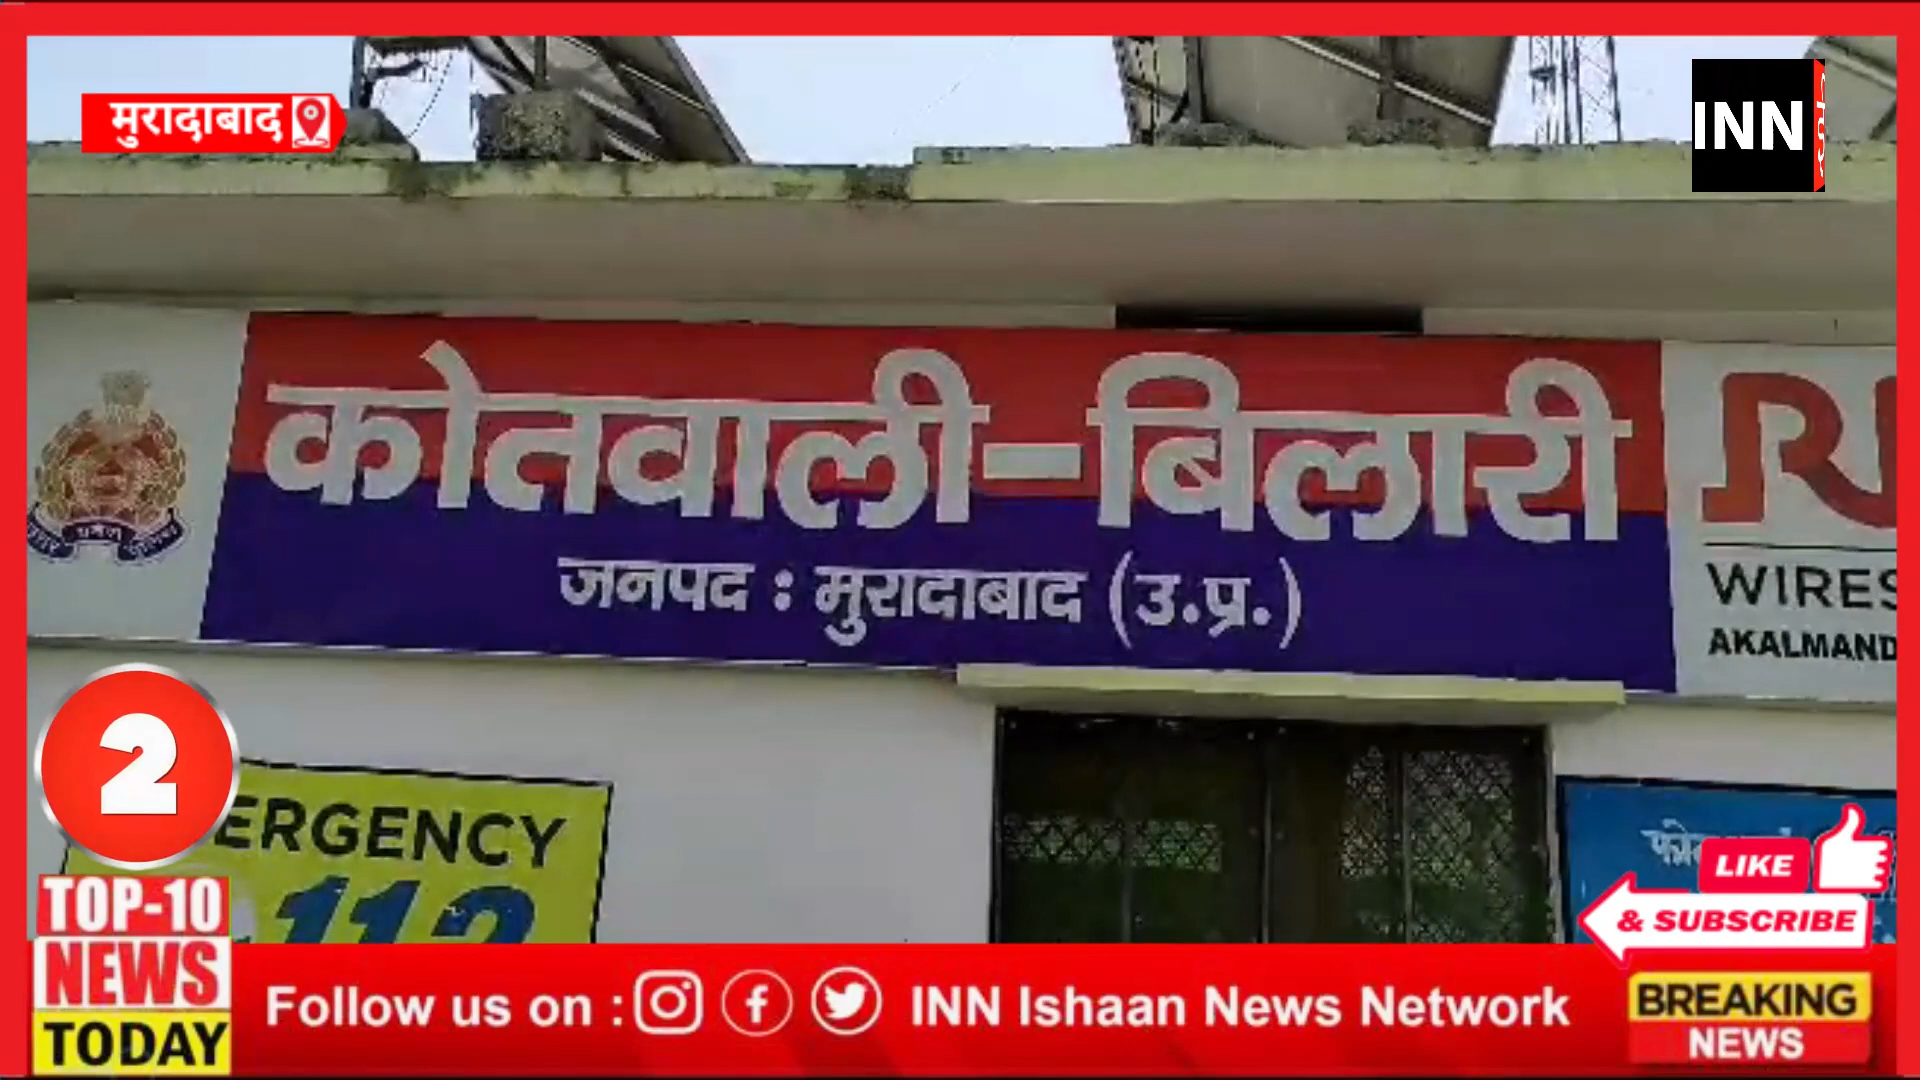 मुरादाबाद
INN
कोतवाली-बिलारी
जनपद : मुरादाबाद (उ.प्र.)
WIRES
AKALMAND
2
ERGENCY
112
LIKE
& SUBSCRIBE
TOP-10
NEWS
TODAY
Follow us on :
INN Ishaan News Network
BREAKING
NEWS